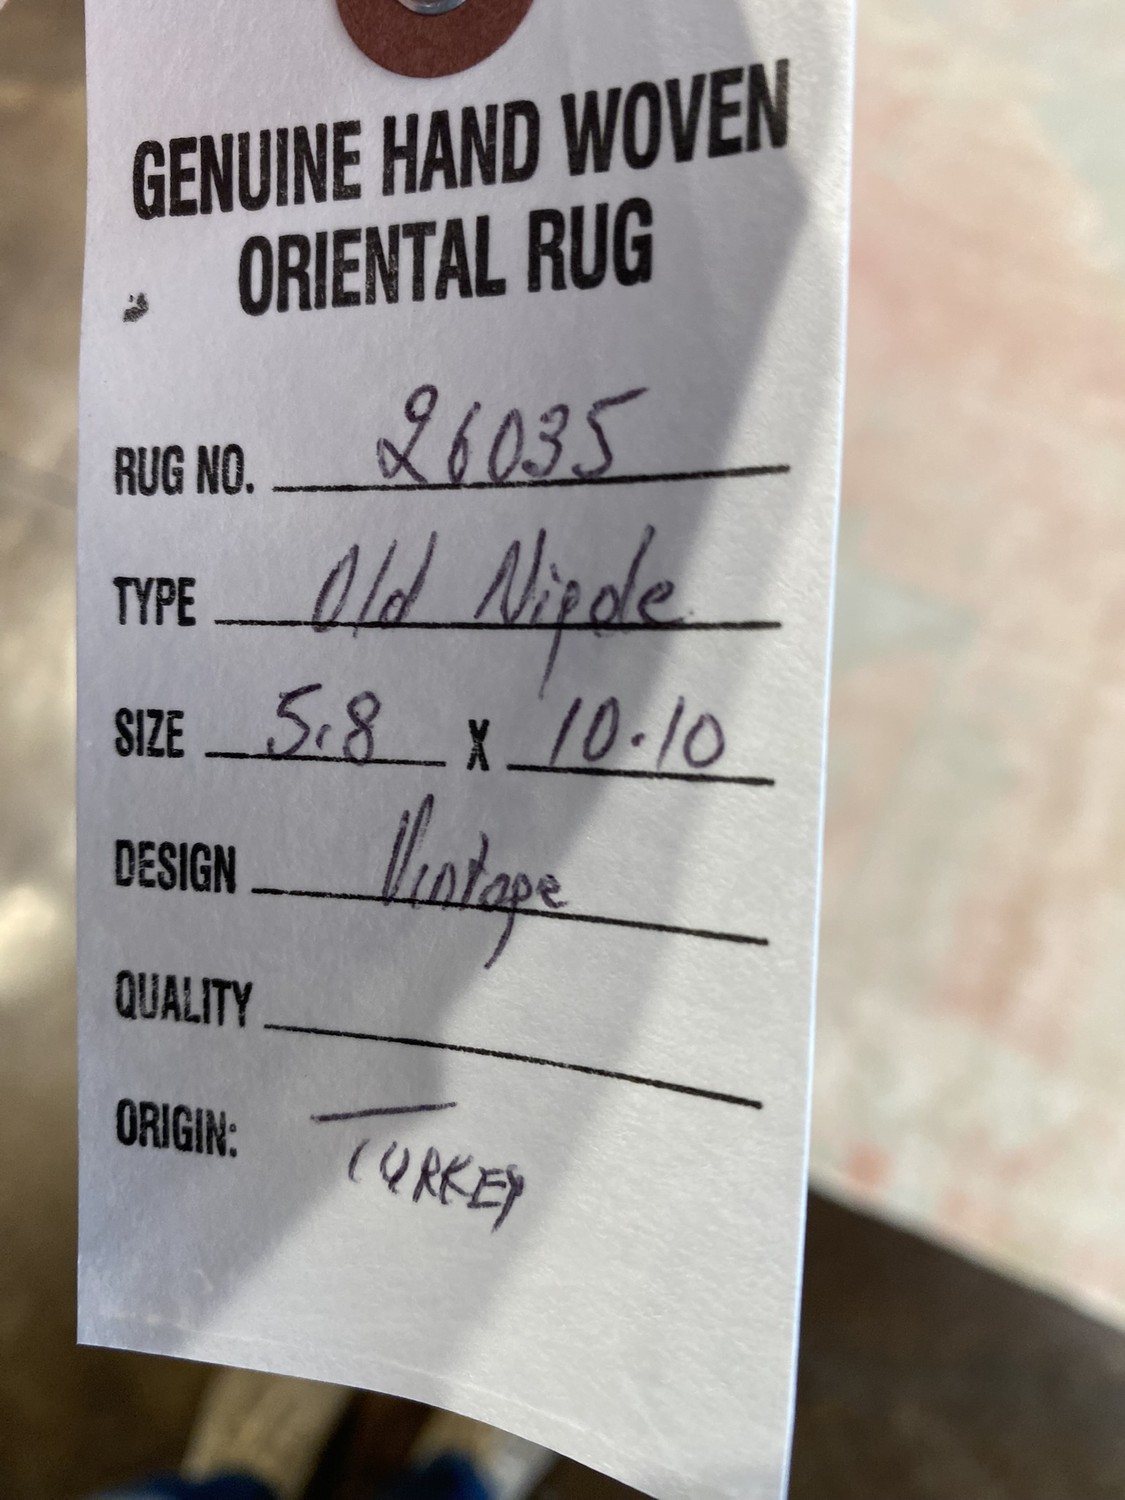 GENUINE HAND WOVEN
ORIENTAL RUG
RUG NO. 26035
TYPE Old Nigde
SIZE 5.8 X 10.10
DESIGN Vintage
QUALITY
ORIGIN: TURKEY